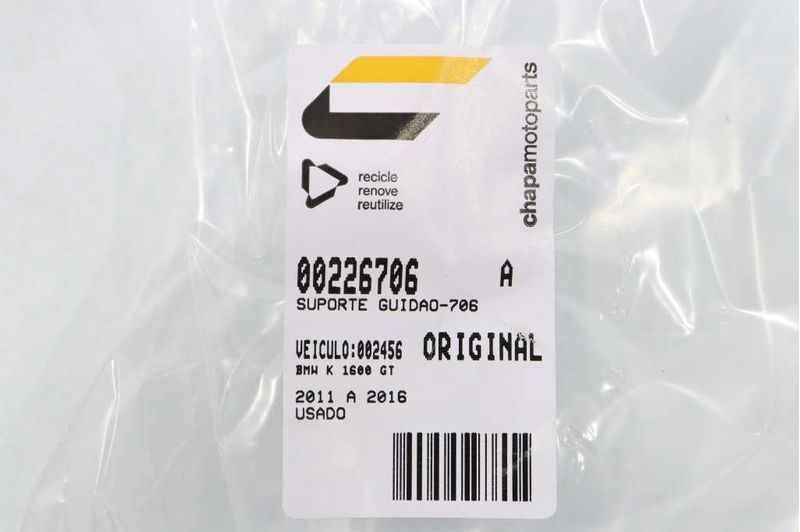 chapamotoparts
recicle
renove
reutilize
00226706 A
SUPORTE GUIDAO-706
VEICULO:002456 ORIGINAL
BMW K 1600 GT
2011 A 2016
USADO